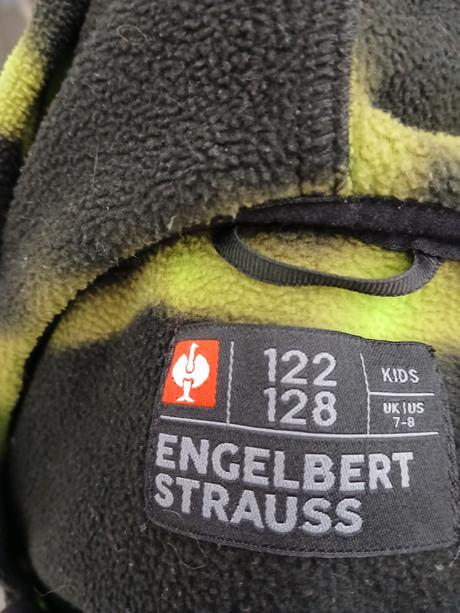 122
128
KIDS
UK|US
7-8
ENGELBERT
STRAUSS